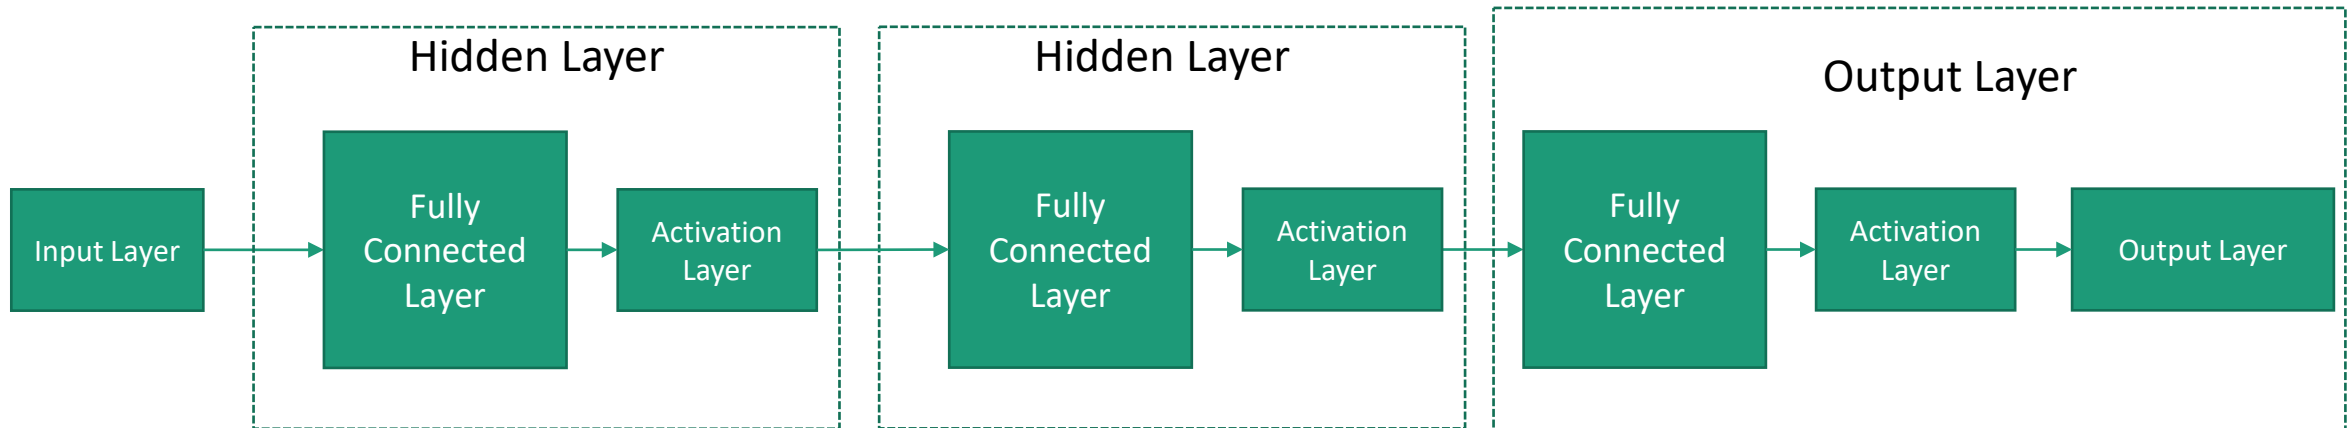 Hidden Layer
Hidden Layer
Output Layer
Input Layer
Fully
Connected
Layer
Activation
Layer
Fully
Connected
Layer
Activation
Layer
Fully
Connected
Layer
Activation
Layer
Output Layer